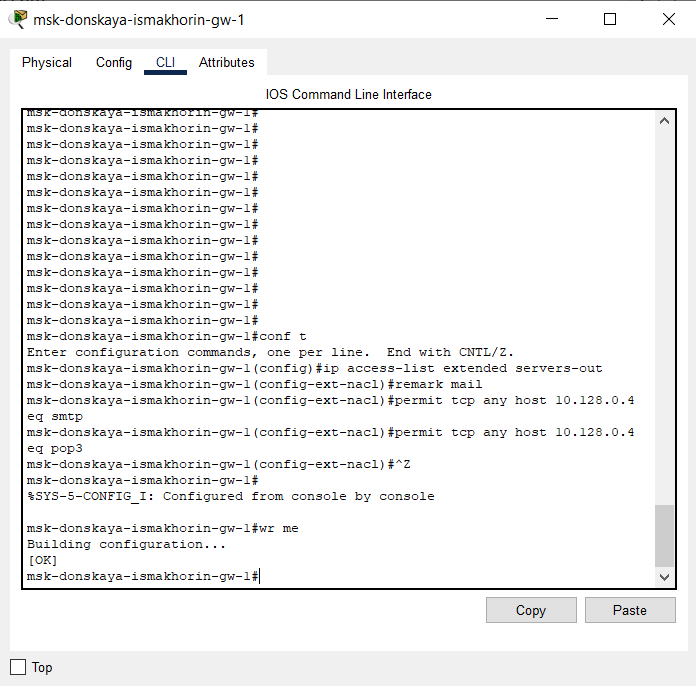 msk-donskaya-ismakhorin-gw-1
Physical Config CLI Attributes
IOS Command Line Interface
msk-donskaya-ismakhorin-gw-1#
msk-donskaya-ismakhorin-gw-1#
msk-donskaya-ismakhorin-gw-1#
msk-donskaya-ismakhorin-gw-1#
msk-donskaya-ismakhorin-gw-1#
msk-donskaya-ismakhorin-gw-1#
msk-donskaya-ismakhorin-gw-1#
msk-donskaya-ismakhorin-gw-1#
msk-donskaya-ismakhorin-gw-1#
msk-donskaya-ismakhorin-gw-1#
msk-donskaya-ismakhorin-gw-1#
msk-donskaya-ismakhorin-gw-1#
msk-donskaya-ismakhorin-gw-1#
msk-donskaya-ismakhorin-gw-1#
msk-donskaya-ismakhorin-gw-1#conf t
Enter configuration commands, one per line.  End with CNTL/Z.
msk-donskaya-ismakhorin-gw-1(config)#ip access-list extended servers-out
msk-donskaya-ismakhorin-gw-1(config-ext-nacl)#remark mail
msk-donskaya-ismakhorin-gw-1(config-ext-nacl)#permit tcp any host 10.128.0.4
eq smtp
msk-donskaya-ismakhorin-gw-1(config-ext-nacl)#permit tcp any host 10.128.0.4
eq pop3
msk-donskaya-ismakhorin-gw-1(config-ext-nacl)#^Z
msk-donskaya-ismakhorin-gw-1#
%SYS-5-CONFIG_I: Configured from console by console
msk-donskaya-ismakhorin-gw-1#wr me
Building configuration...
[OK]
msk-donskaya-ismakhorin-gw-1#
Copy Paste
Top